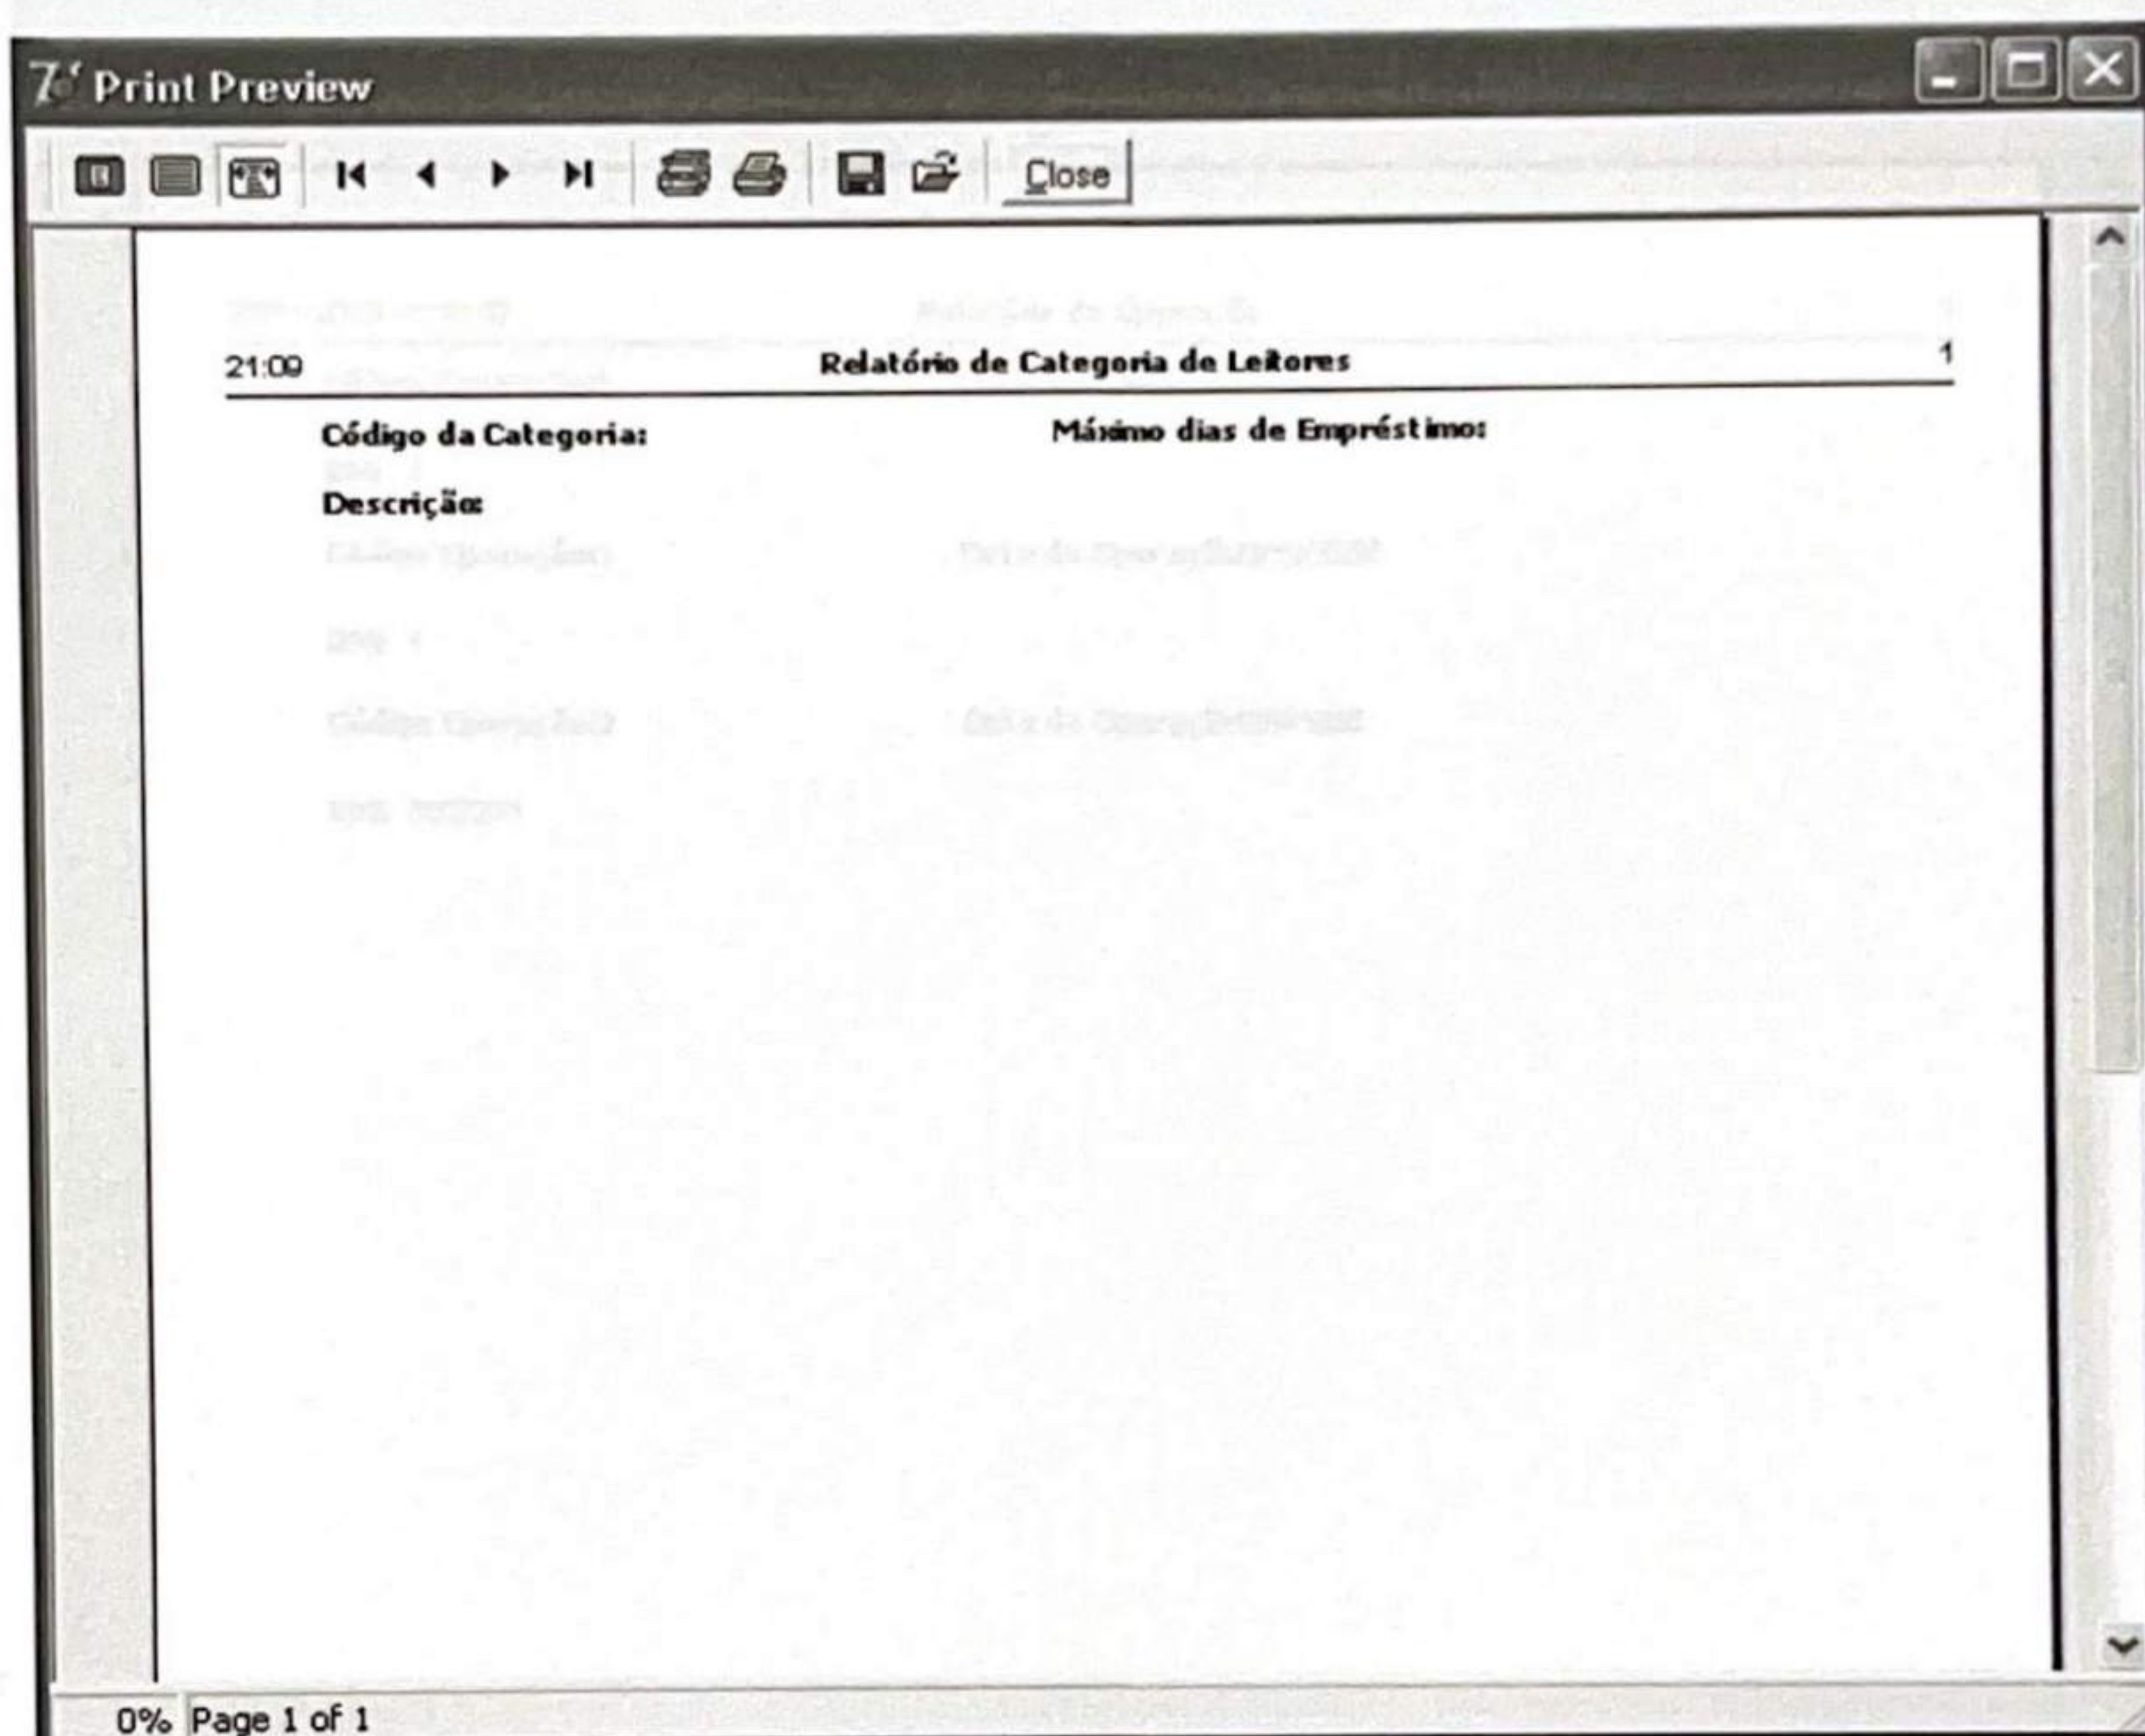 Print Preview
Close
21:09 Relatório de Categoria de Leitores 1
Código da Categoria: Máximo dias de Empréstimo:
Descrição:
0% Page 1 of 1